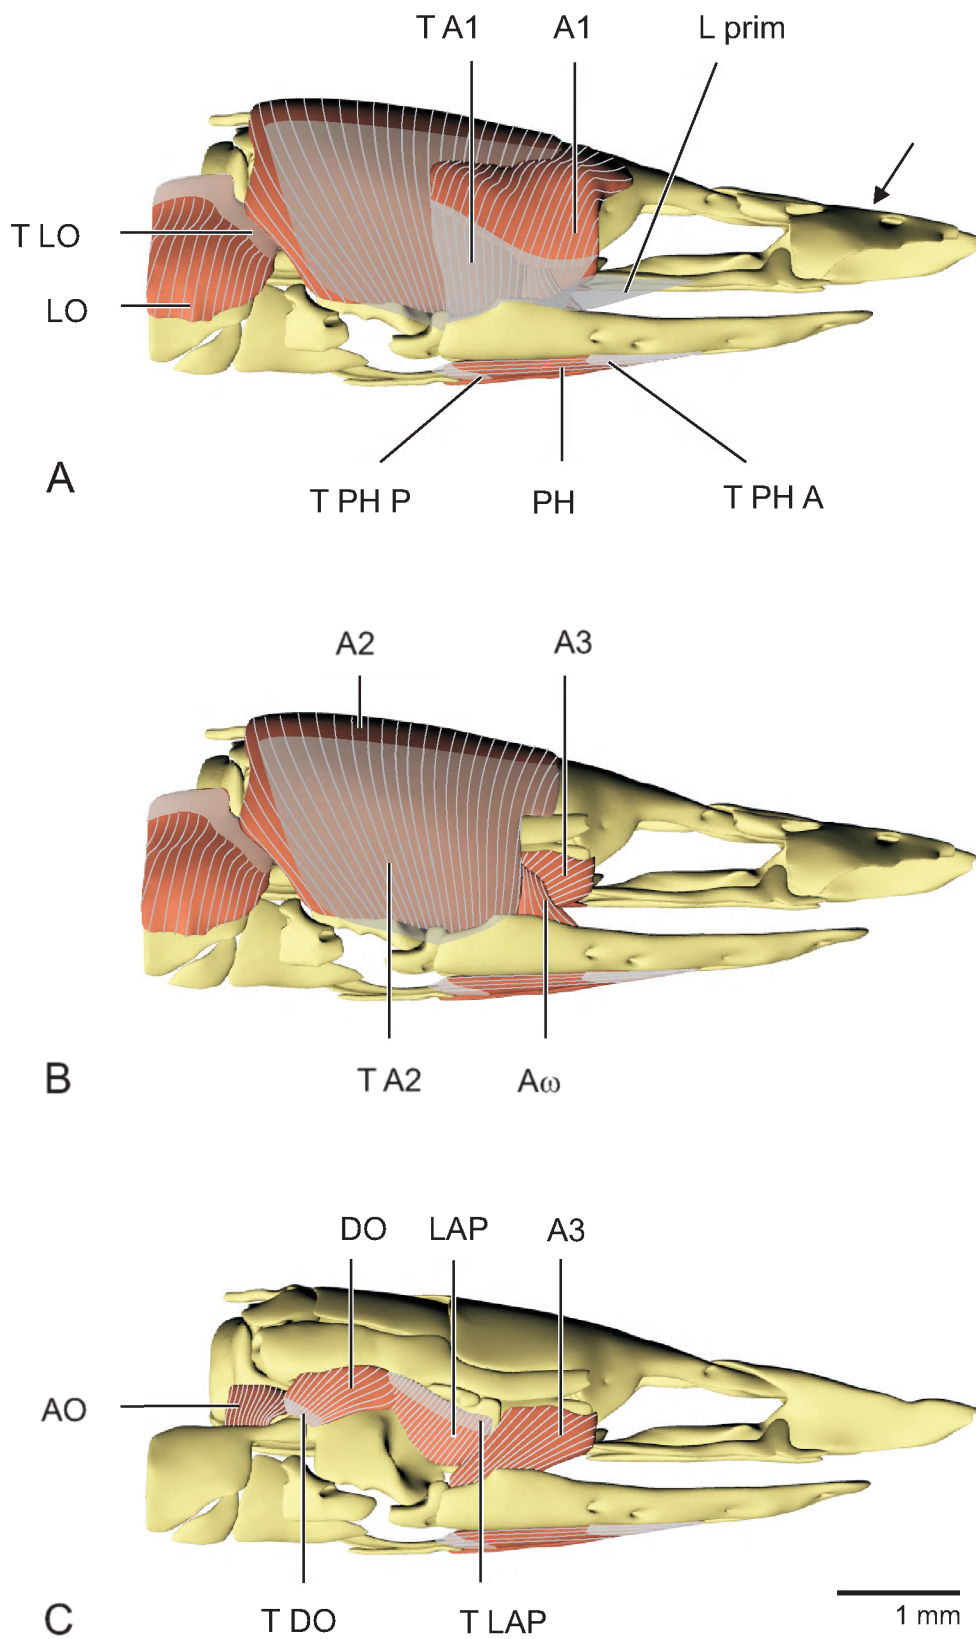 T A1 A1 L prim
T LO
LO
A
T PH P PH T PH A
A2 A3
B
T A2 Aω
DO LAP A3
AO
C
T DO T LAP
1 mm